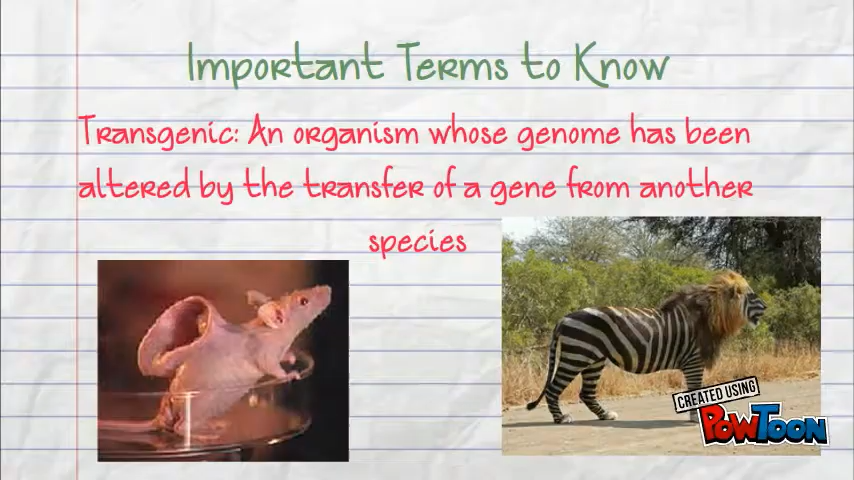 Important Terms to Know
Transgenic: An organism whose genome has been
altered by the transfer of a gene from another
species
CREATED USING
POWTOON